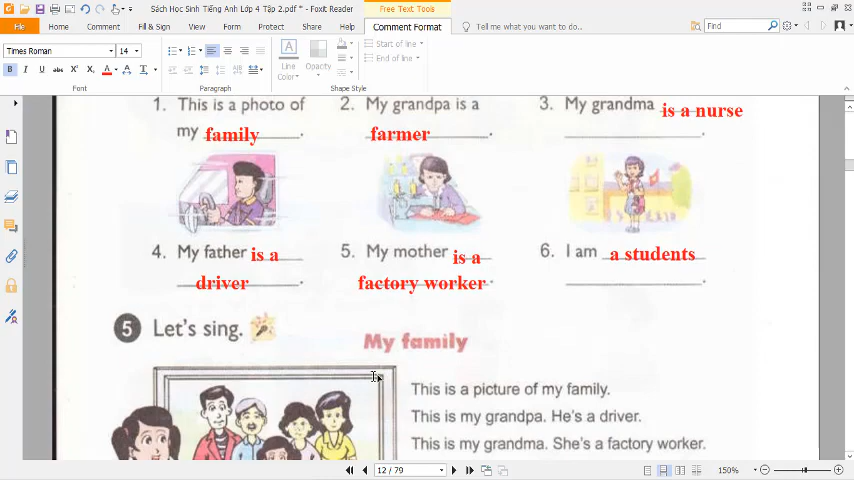 Sách Học Sinh Tiếng Anh Lớp 4 Tập 2.pdf * - Foxit Reader
Free Text Tools
File
Home
Comment
Fill & Sign
View
Form
Protect
Share
Help
Comment Format
Tell me what you want to do..
Find
Times Roman
14
Font
Paragraph
Line Color
Opacity
Start of line
End of line
Shape Style
1. This is a photo of
my family.
2. My grandpa is a
farmer.
3. My grandma is a nurse
.
4. My father is a
driver.
5. My mother is a
factory worker.
6. I am a students
.
5 Let's sing.
My family
This is a picture of my family.
This is my grandpa. He's a driver.
This is my grandma. She's a factory worker.
12 / 79
150%